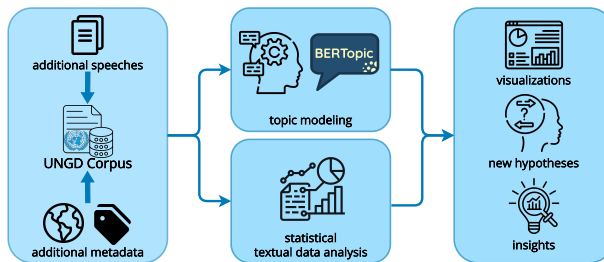 additional speeches
UNGD Corpus
additional metadata
BERTopic
topic modeling
statistical
textual data analysis
visualizations
?
new hypotheses
insights